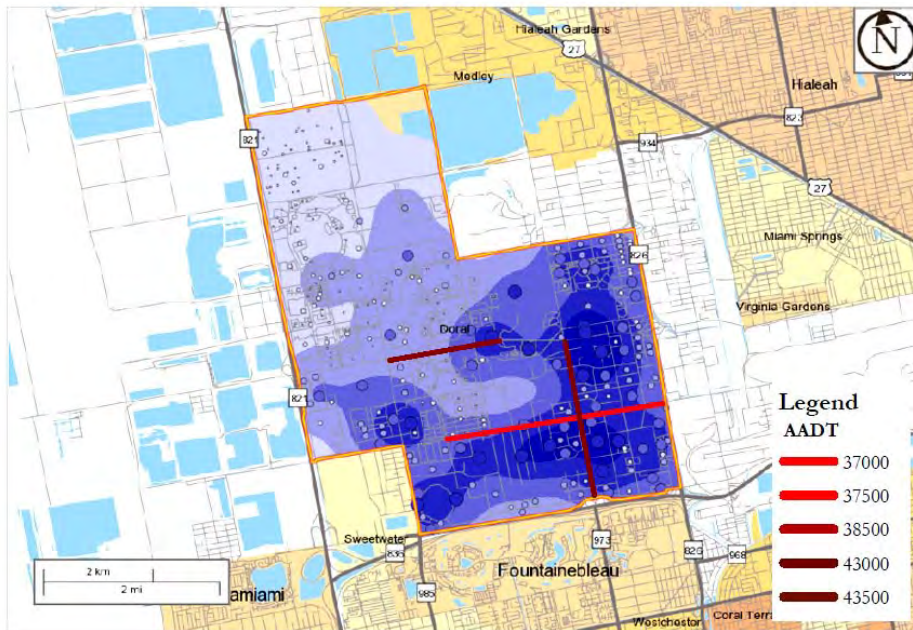 Hialeah Gardens
27
N
Medley
Hialeah
823
821
934
27
Miami Springs
826
Virginia Gardens
Doral
821
Legend
AADT
37000
37500
38500
43000
43500
Sweetwater
836
973
826
968
2 km
2 mi
985
Fountainebleau
amiami
Westchester
Coral Terra